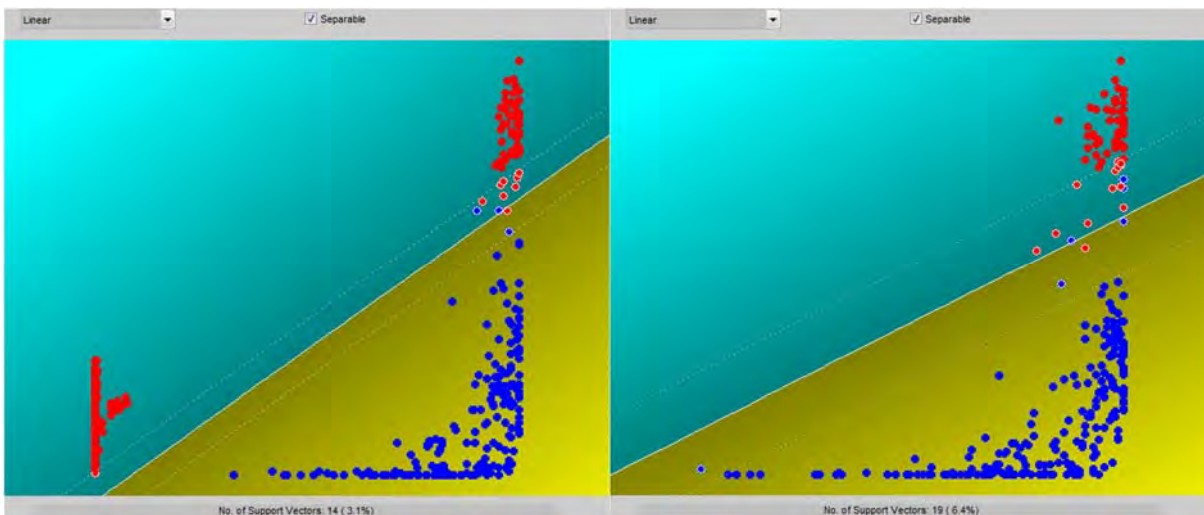 Linear
Separable
Linear
Separable
No. of Support Vectors: 14 ( 3.1%)
No. of Support Vectors: 19 ( 6.4%)